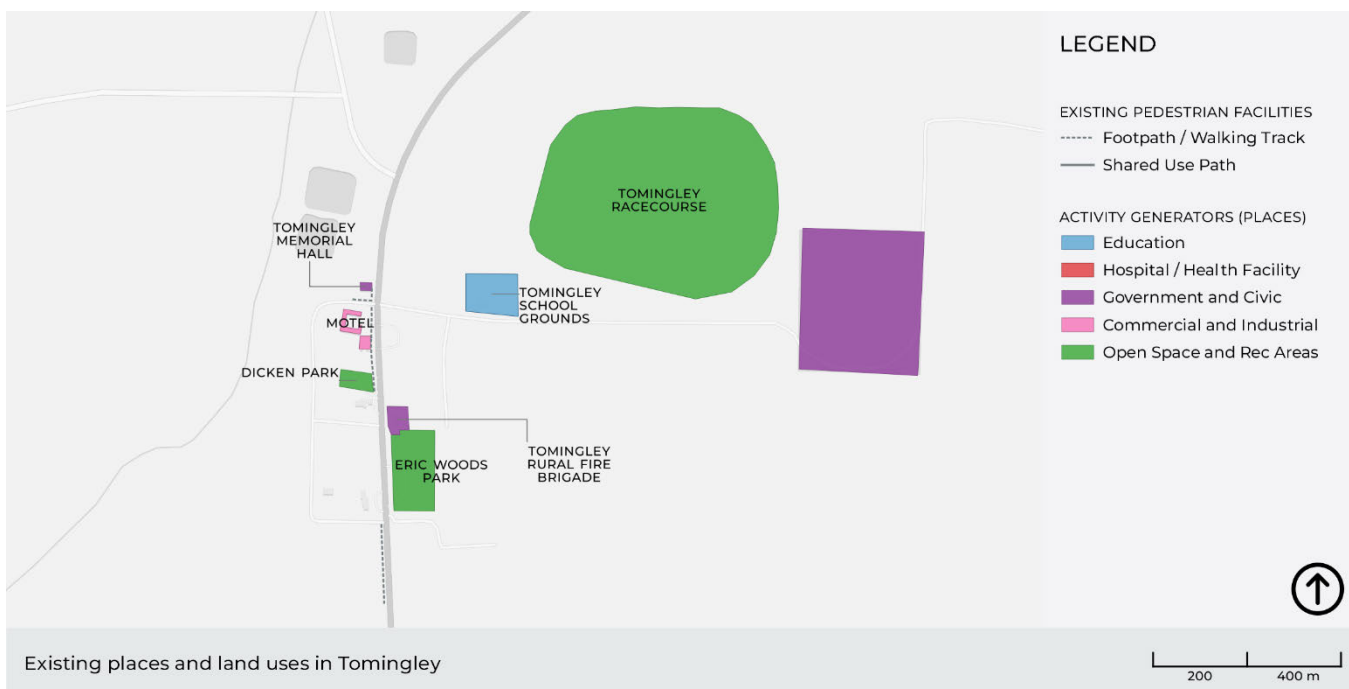 LEGEND
EXISTING PEDESTRIAN FACILITIES
Footpath / Walking Track
Shared Use Path
ACTIVITY GENERATORS (PLACES)
Education
Hospital / Health Facility
Government and Civic
Commercial and Industrial
Open Space and Rec Areas
TOMINGLEY
RACECOURSE
TOMINGLEY
MEMORIAL
HALL
TOMINGLEY
SCHOOL
GROUNDS
MOTEL
DICKEN PARK
ERIC WOODS
PARK
TOMINGLEY
RURAL FIRE
BRIGADE
Existing places and land uses in Tomingley
200
400 m